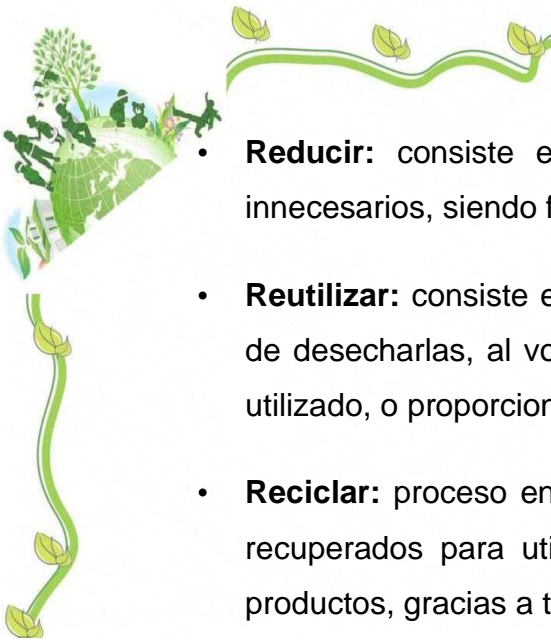 • Reducir: consiste e
innecesarios, siendo f
• Reutilizar: consiste e
de desecharlas, al vo
utilizado, o proporcion
• Reciclar: proceso en
recuperados para uti
productos, gracias a t